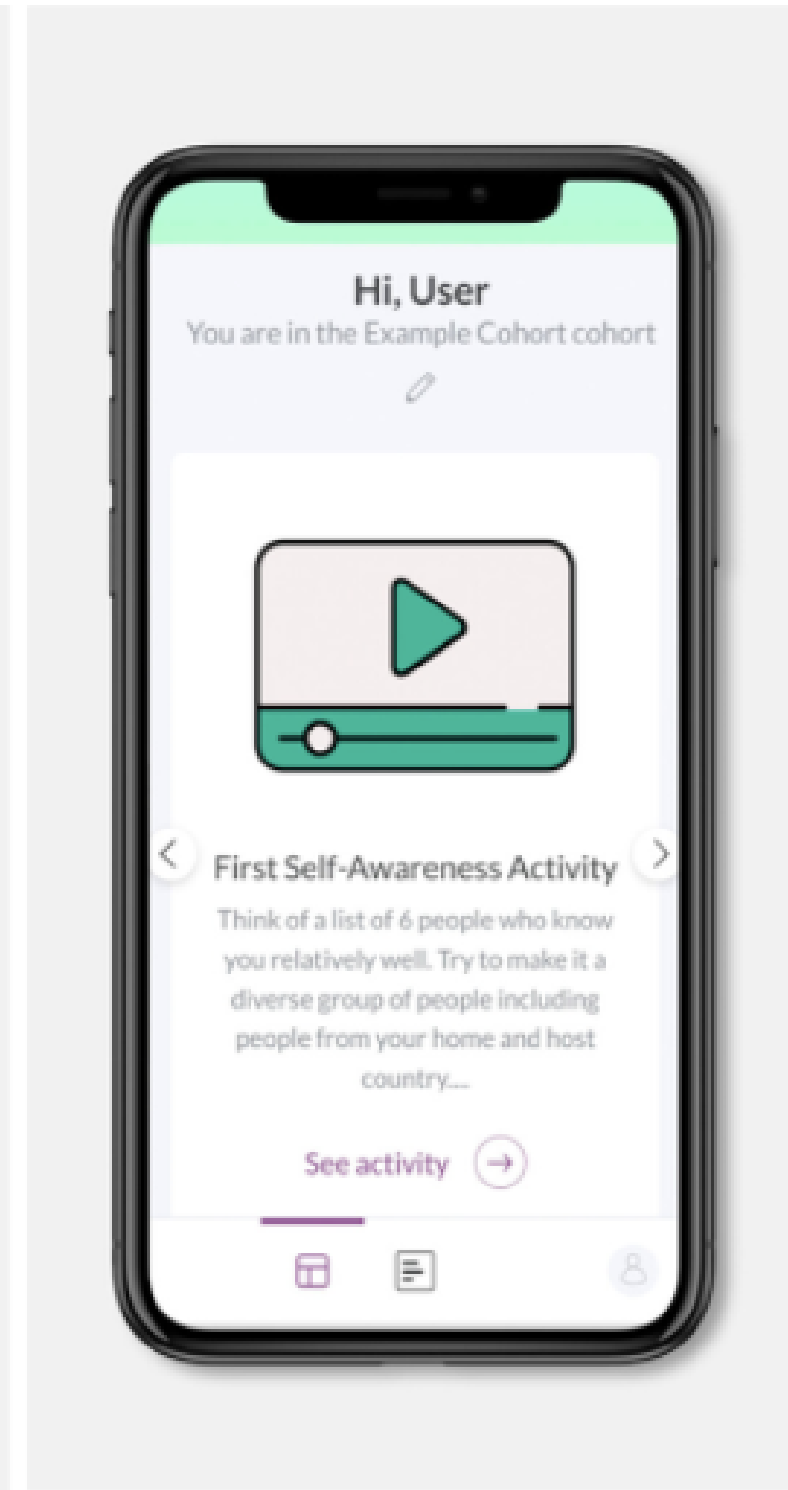 Hi, User
You are in the Example Cohort cohort
First Self-Awareness Activity
Think of a list of 6 people who know
you relatively well. Try to make it a
diverse group of people including
people from your home and host
country....
See activity